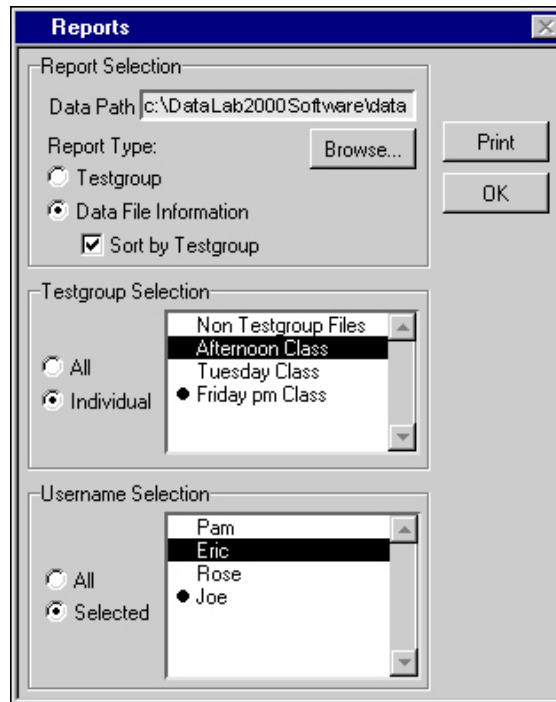 Reports
Report Selection
Data Path c:\DataLab2000Software\data
Report Type:
Browse...
Testgroup
Data File Information
Sort by Testgroup
Print
OK
Testgroup Selection
All
Individual
Non Testgroup Files
Afternoon Class
Tuesday Class
Friday pm Class
Username Selection
All
Selected
Pam
Eric
Rose
Joe